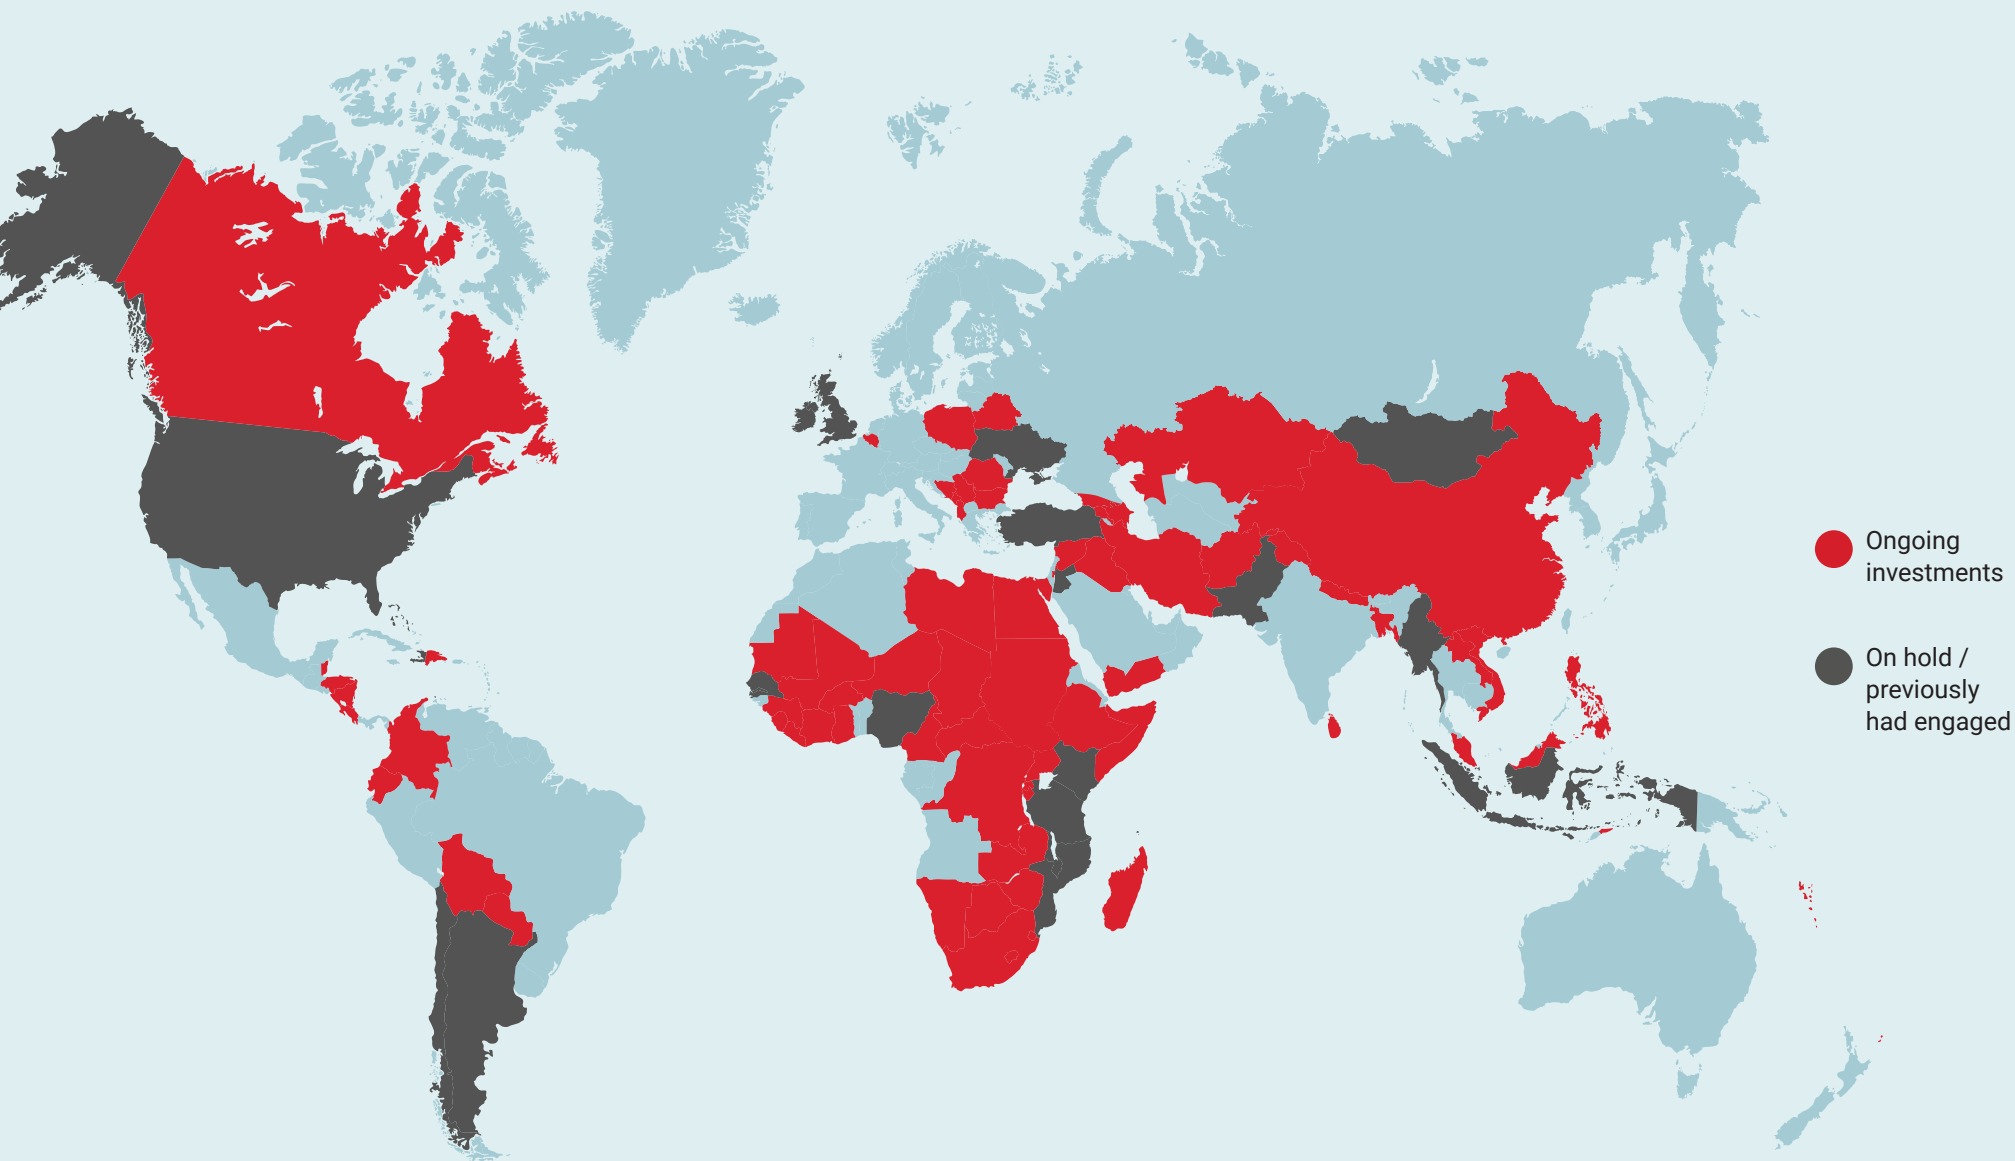 Ongoing
investments
On hold /
previously
had engaged